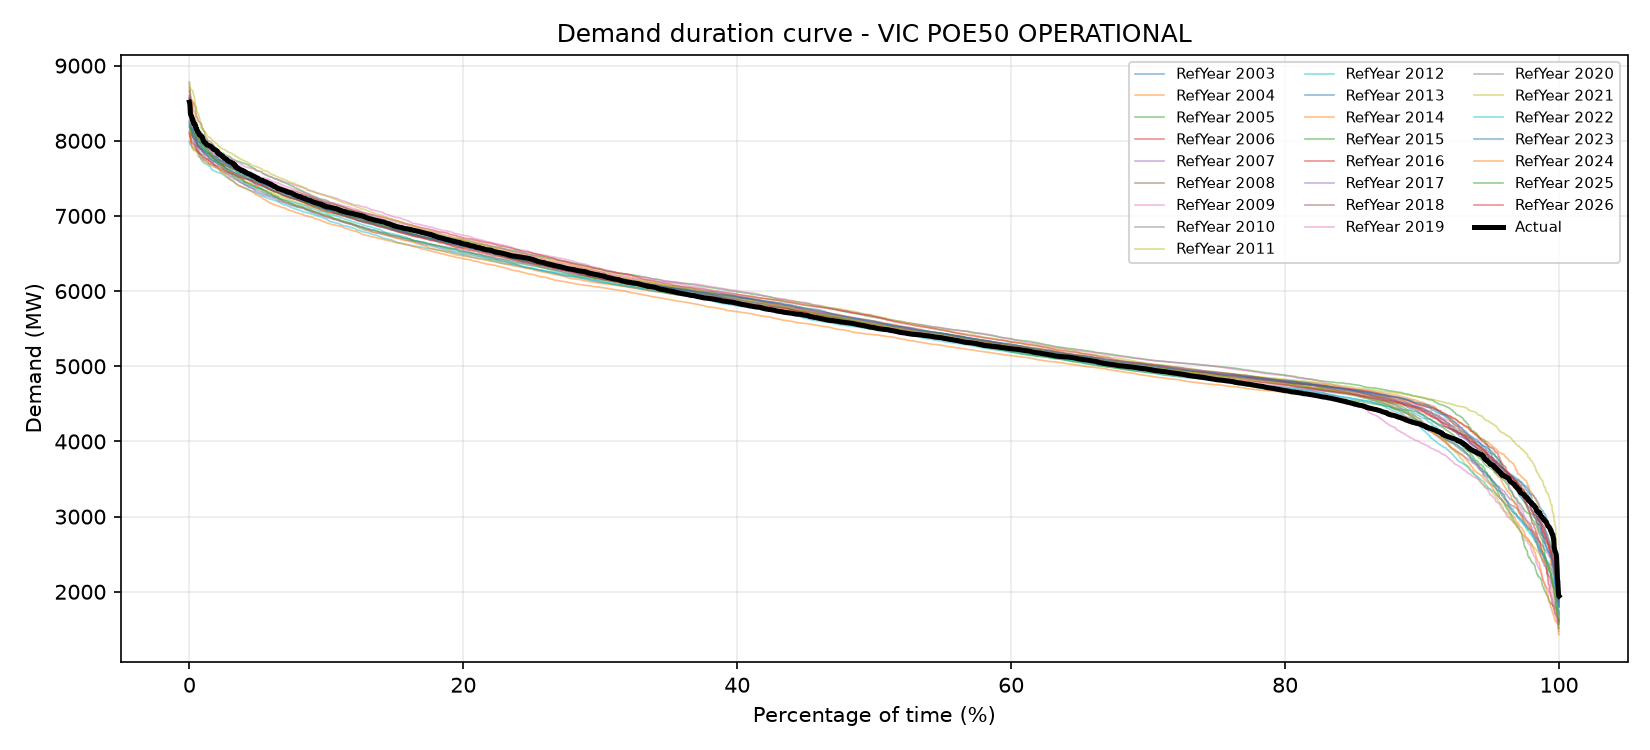 Demand duration curve - VIC POE50 OPERATIONAL
9000
8000
7000
6000
5000
4000
3000
2000
Demand (MW)
RefYear 2003
RefYear 2004
RefYear 2005
RefYear 2006
RefYear 2007
RefYear 2008
RefYear 2009
RefYear 2010
RefYear 2011
RefYear 2012
RefYear 2013
RefYear 2014
RefYear 2015
RefYear 2016
RefYear 2017
RefYear 2018
RefYear 2019
RefYear 2020
RefYear 2021
RefYear 2022
RefYear 2023
RefYear 2024
RefYear 2025
RefYear 2026
Actual
0
20
40
60
80
100
Percentage of time (%)